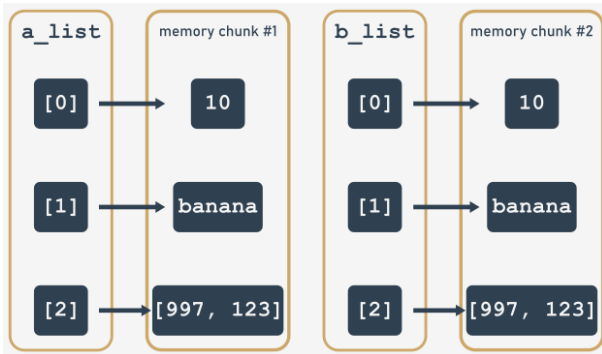 a_list memory chunk #1 b_list memory chunk #2
[0] 10 [0] 10
[1] banana [1] banana
[2] [997, 123] [2] [997, 123]